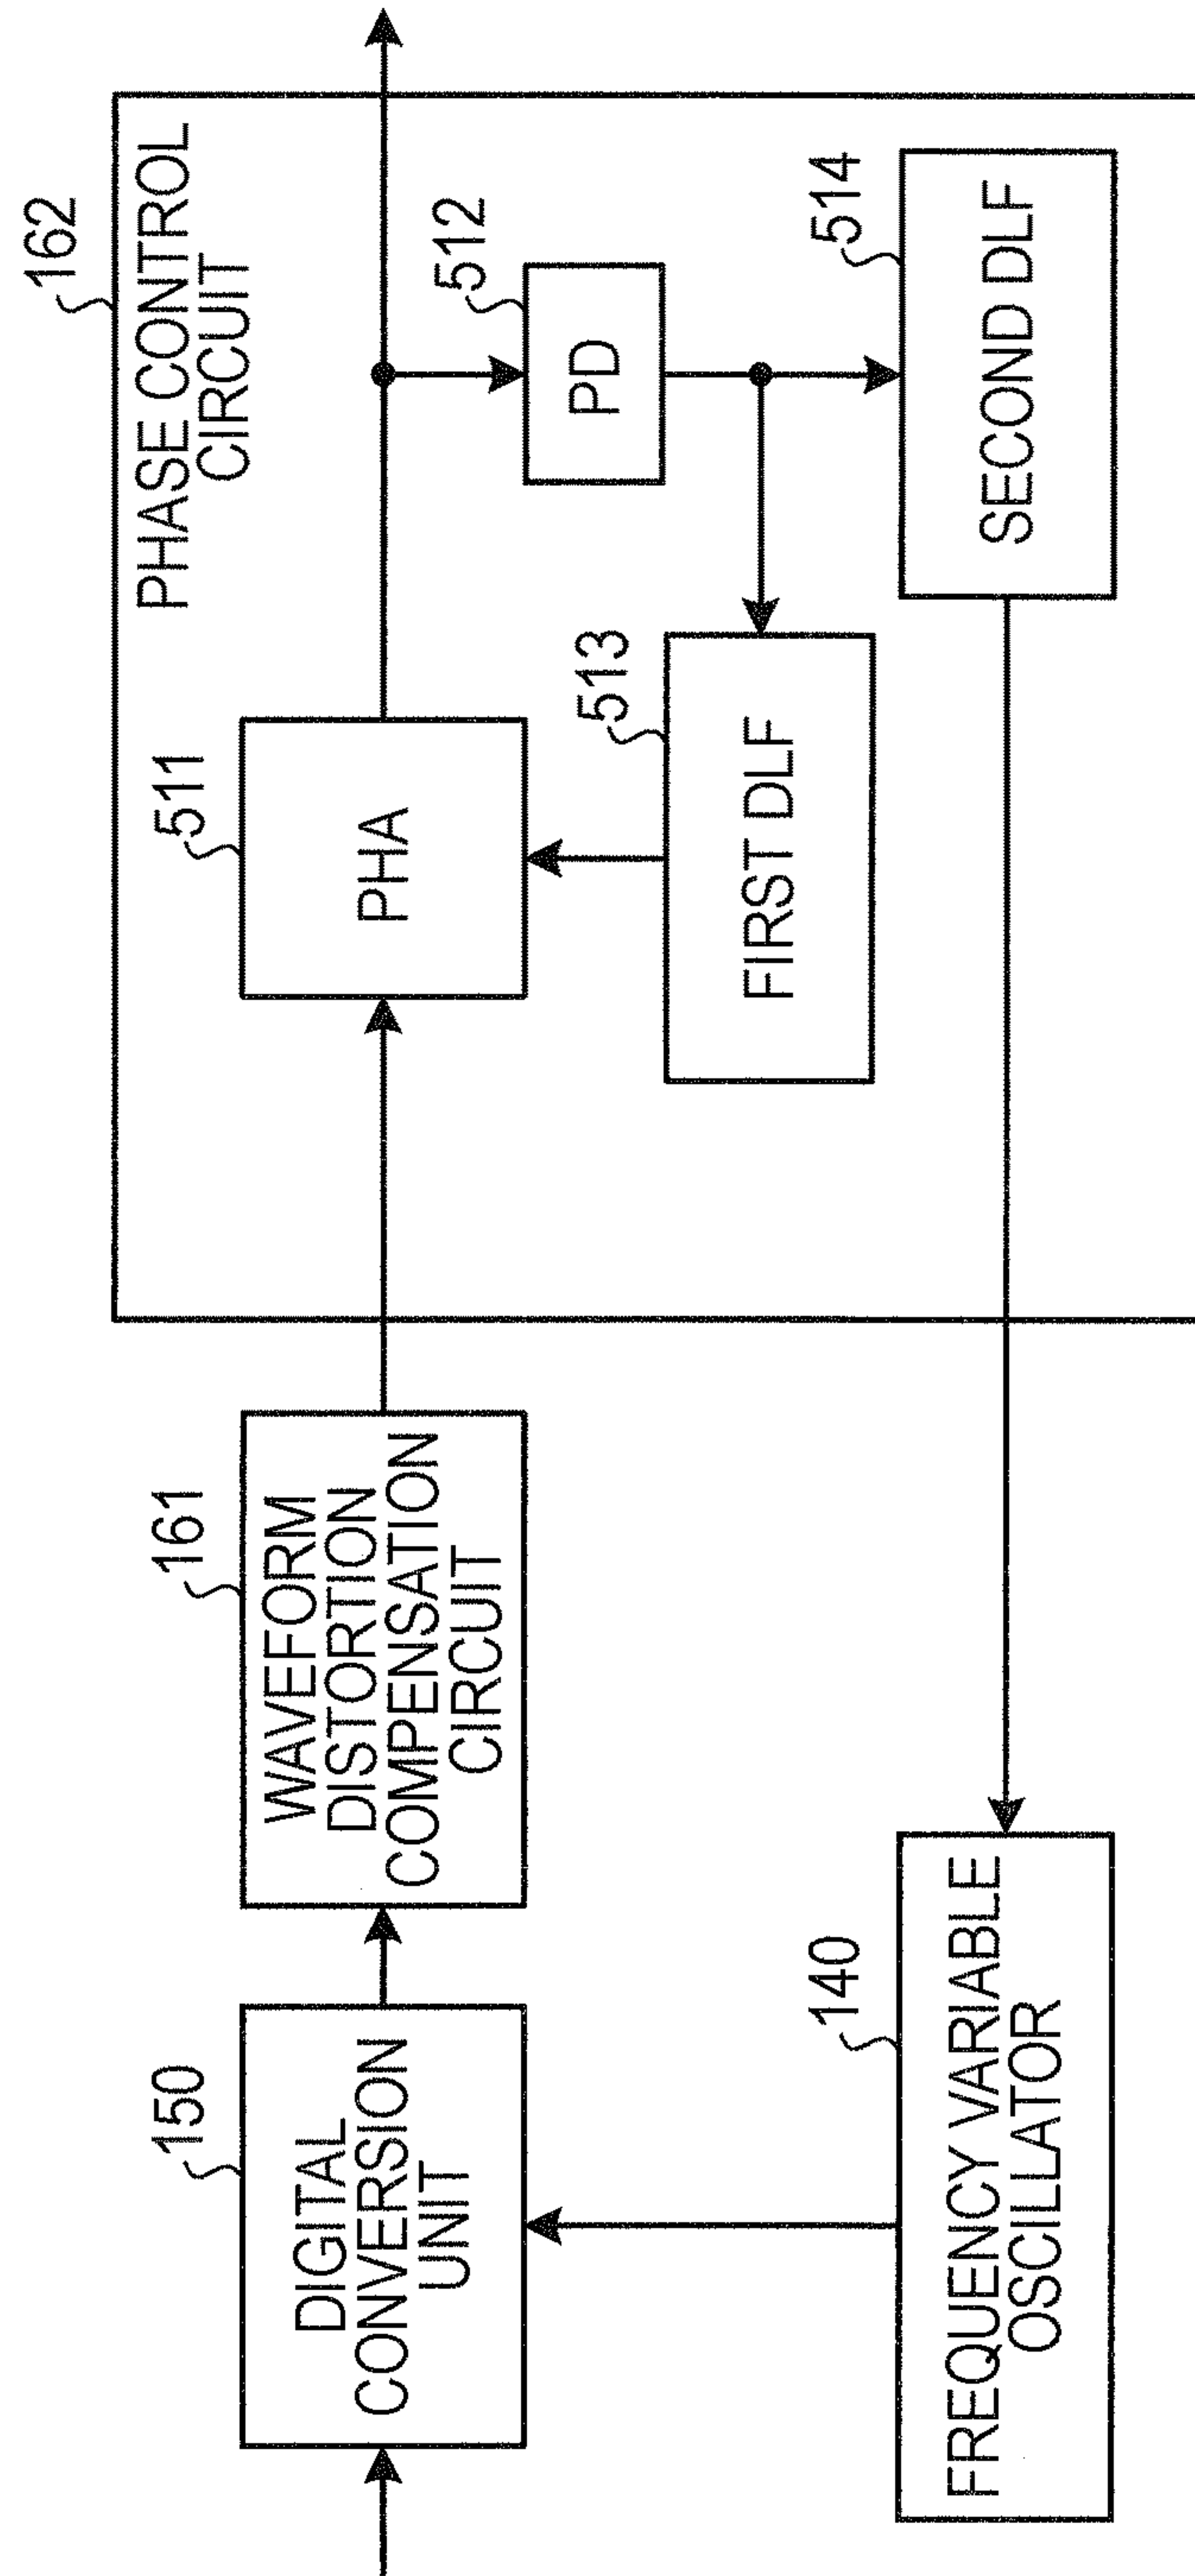 162
PHASE CONTROL
CIRCUIT
150
DIGITAL
CONVERSION
UNIT
161
WAVEFORM
DISTORTION
COMPENSATION
CIRCUIT
511
PHA
512
PD
513
FIRST DLF
514
SECOND DLF
140
FREQUENCY VARIABLE
OSCILLATOR